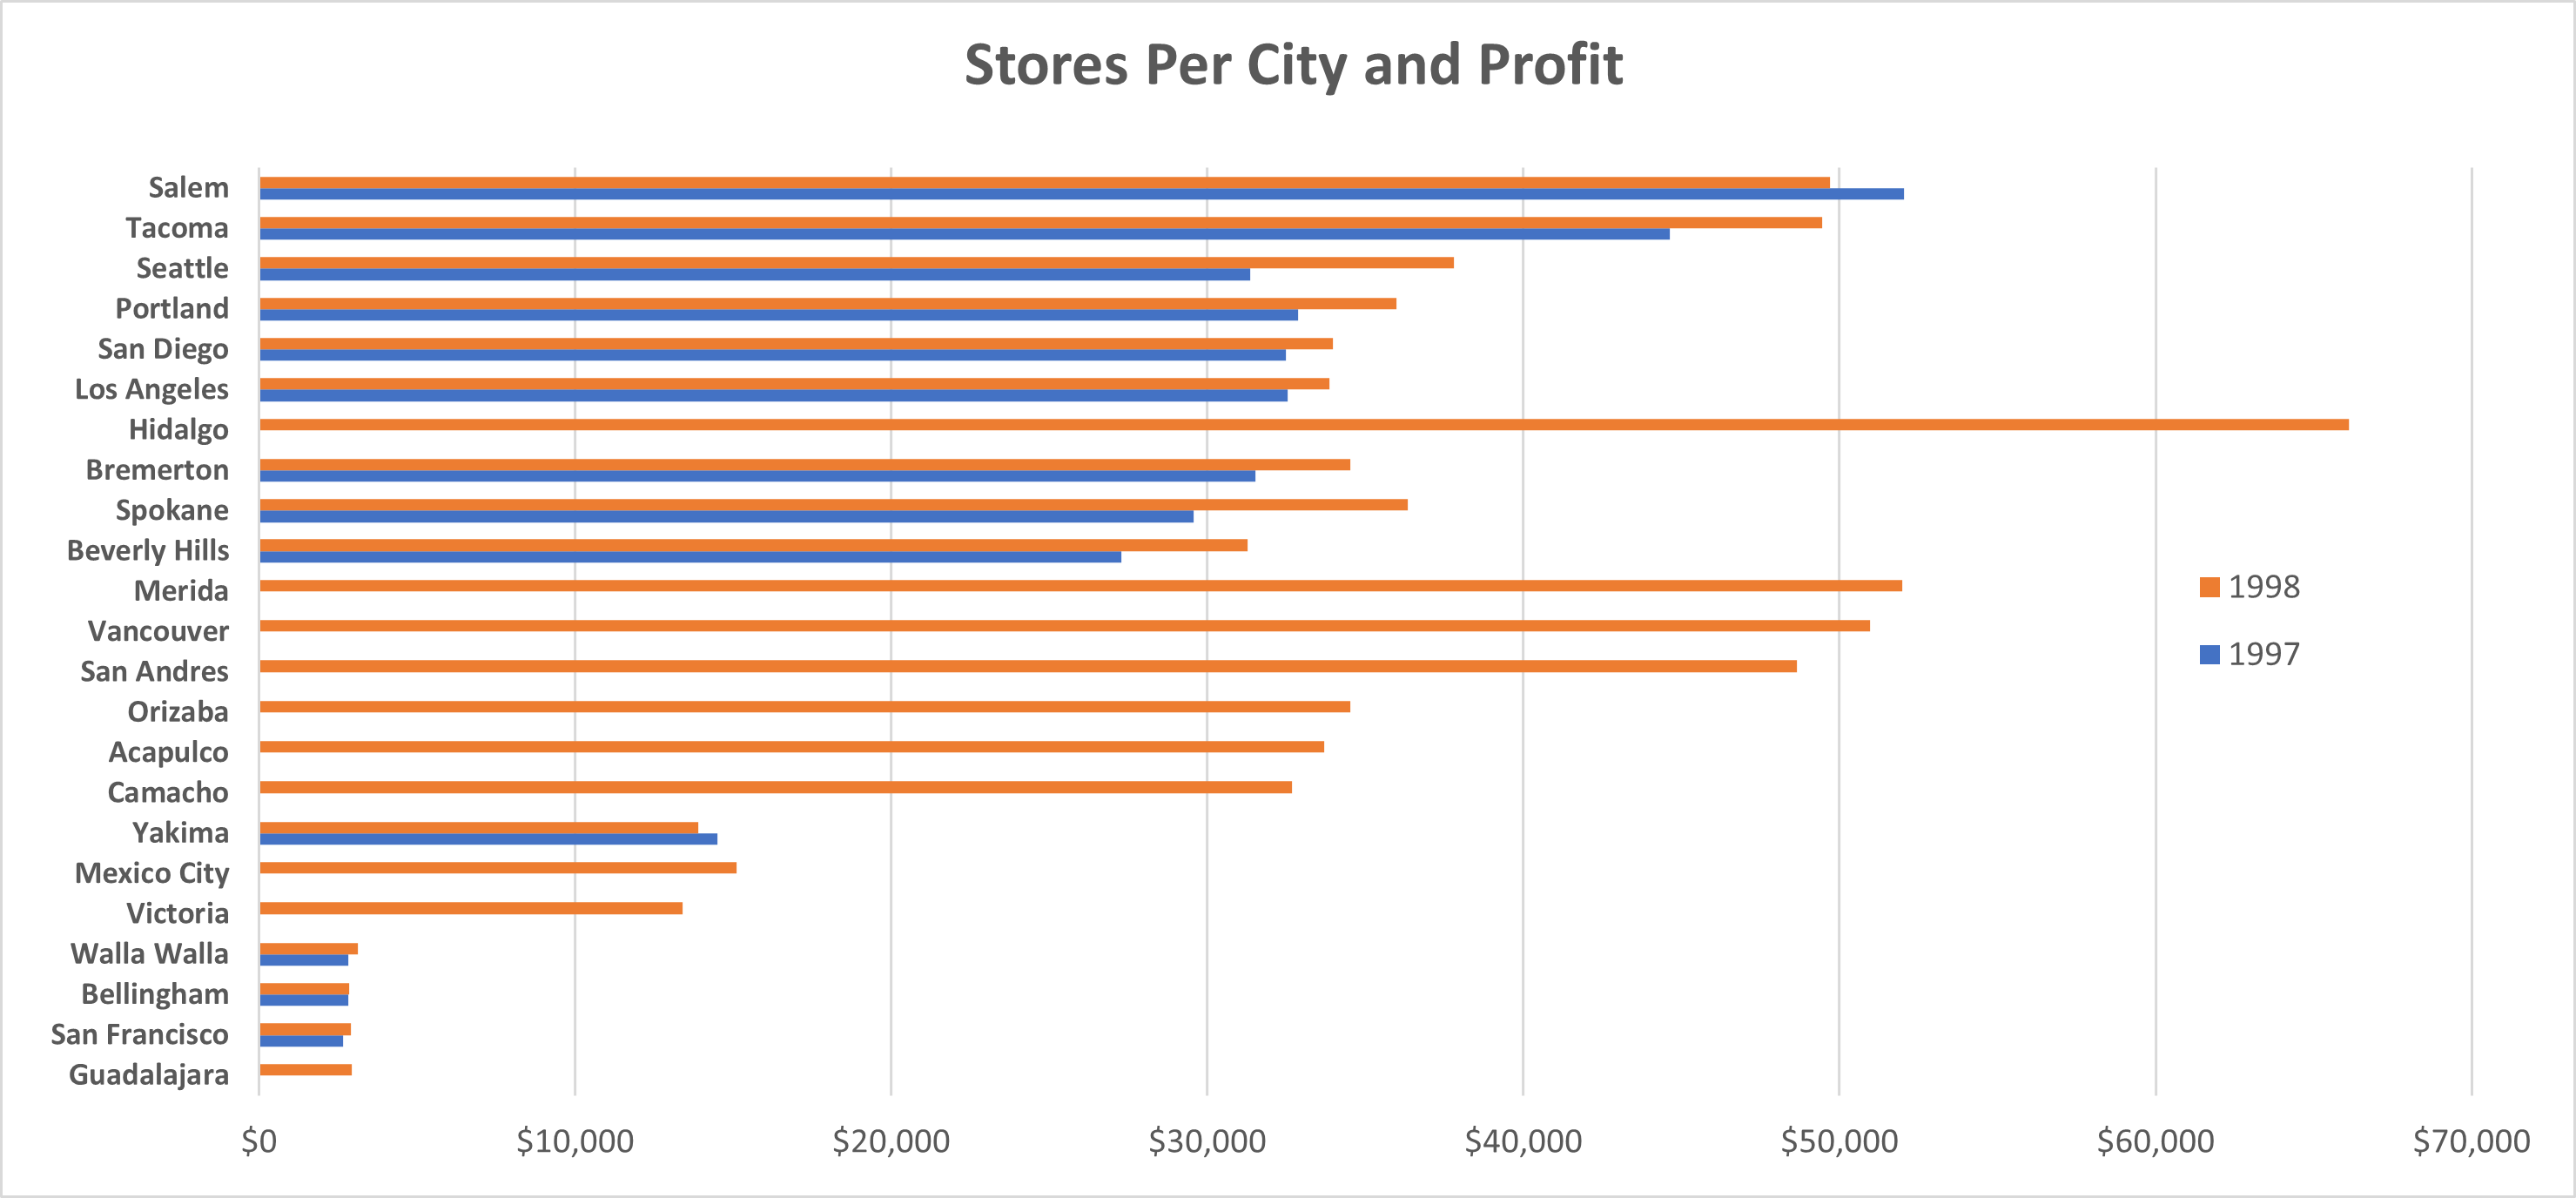 Stores Per City and Profit
Salem
Tacoma
Seattle
Portland
San Diego
Los Angeles
Hidalgo
Bremerton
Spokane
Beverly Hills
Merida
Vancouver
San Andres
Orizaba
Acapulco
Camacho
Yakima
Mexico City
Victoria
Walla Walla
Bellingham
San Francisco
Guadalajara
1998
1997
$0 $10,000 $20,000 $30,000 $40,000 $50,000 $60,000 $70,000